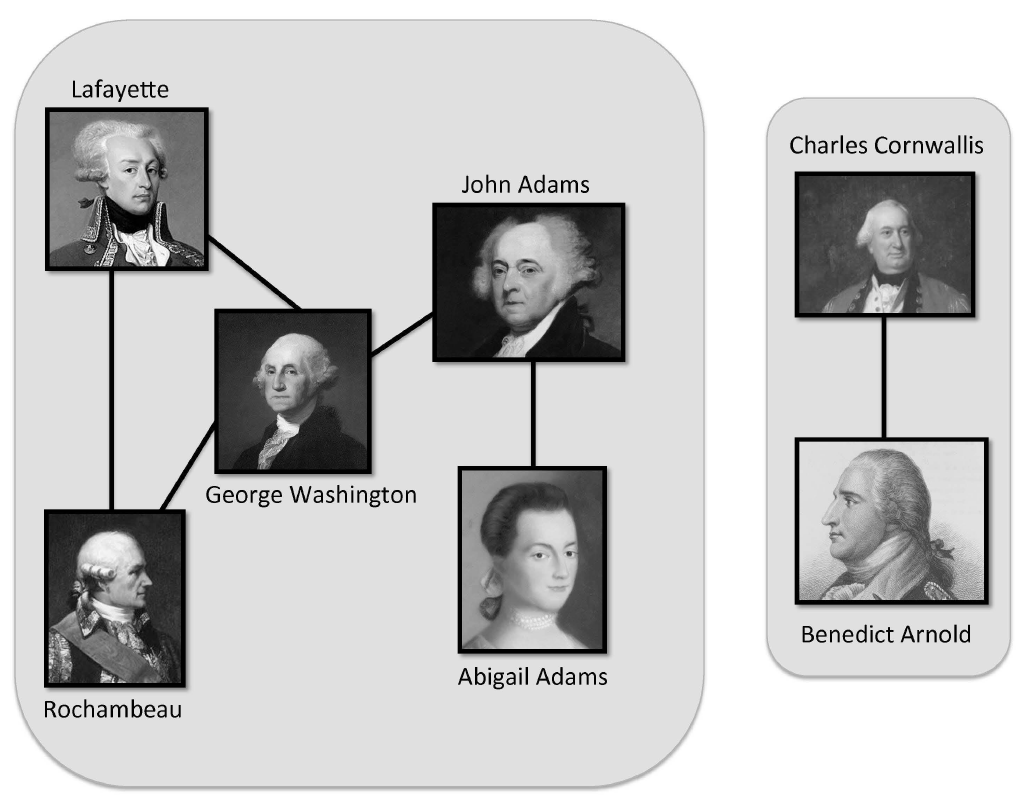 Lafayette
John Adams
George Washington
Abigail Adams
Rochambeau
Charles Cornwallis
Benedict Arnold